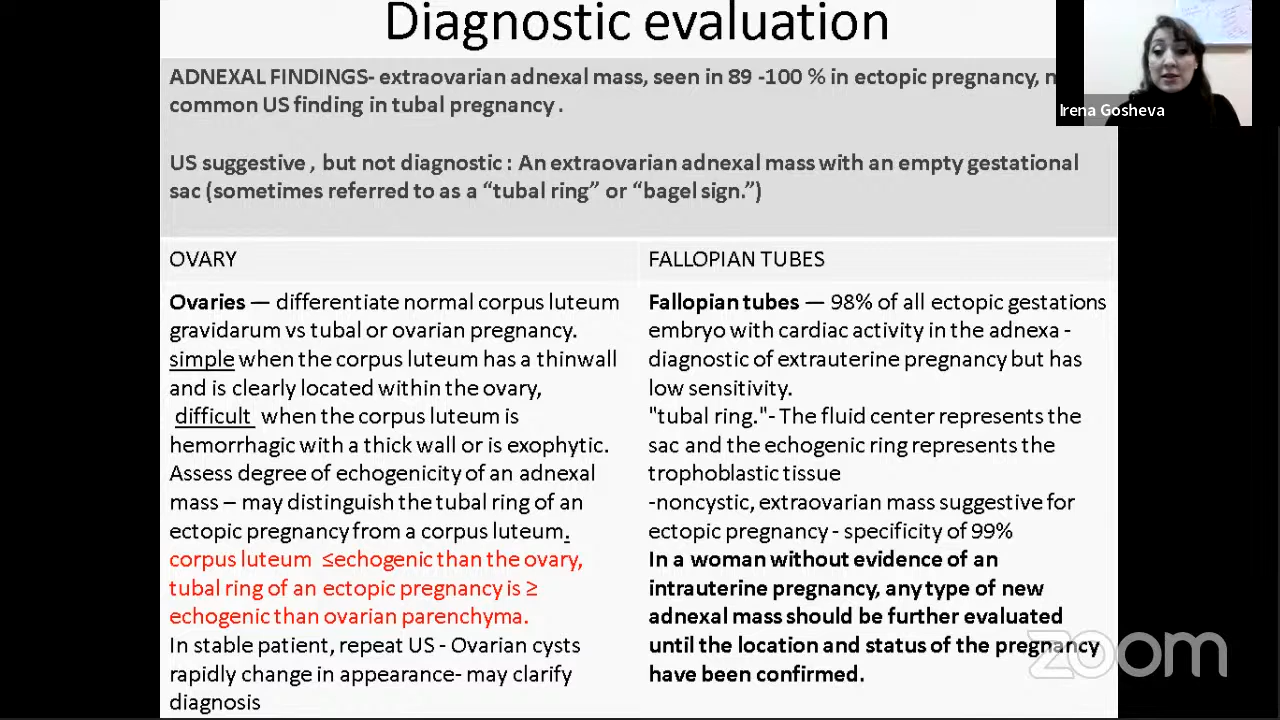 Diagnostic evaluation
ADNEXAL FINDINGS- extraovarian adnexal mass, seen in 89 -100 % in ectopic pregnancy,
common US finding in tubal pregnancy .
Irena Gosheva
US suggestive , but not diagnostic : An extraovarian adnexal mass with an empty gestational
sac (sometimes referred to as a “tubal ring” or “bagel sign.”)
OVARY
Ovaries — differentiate normal corpus luteum
gravidarum vs tubal or ovarian pregnancy.
simple when the corpus luteum has a thinwall
and is clearly located within the ovary,
difficult when the corpus luteum is
hemorrhagic with a thick wall or is exophytic.
Assess degree of echogenicity of an adnexal
mass – may distinguish the tubal ring of an
ectopic pregnancy from a corpus luteum.
corpus luteum ≤echogenic than the ovary,
tubal ring of an ectopic pregnancy is ≥
echogenic than ovarian parenchyma.
In stable patient, repeat US - Ovarian cysts
rapidly change in appearance- may clarify
diagnosis
FALLOPIAN TUBES
Fallopian tubes — 98% of all ectopic gestations
embryo with cardiac activity in the adnexa -
diagnostic of extrauterine pregnancy but has
low sensitivity.
"tubal ring."- The fluid center represents the
sac and the echogenic ring represents the
trophoblastic tissue
-noncystic, extraovarian mass suggestive for
ectopic pregnancy - specificity of 99%
In a woman without evidence of an
intrauterine pregnancy, any type of new
adnexal mass should be further evaluated
until the location and status of the pregnancy
have been confirmed.
zoom